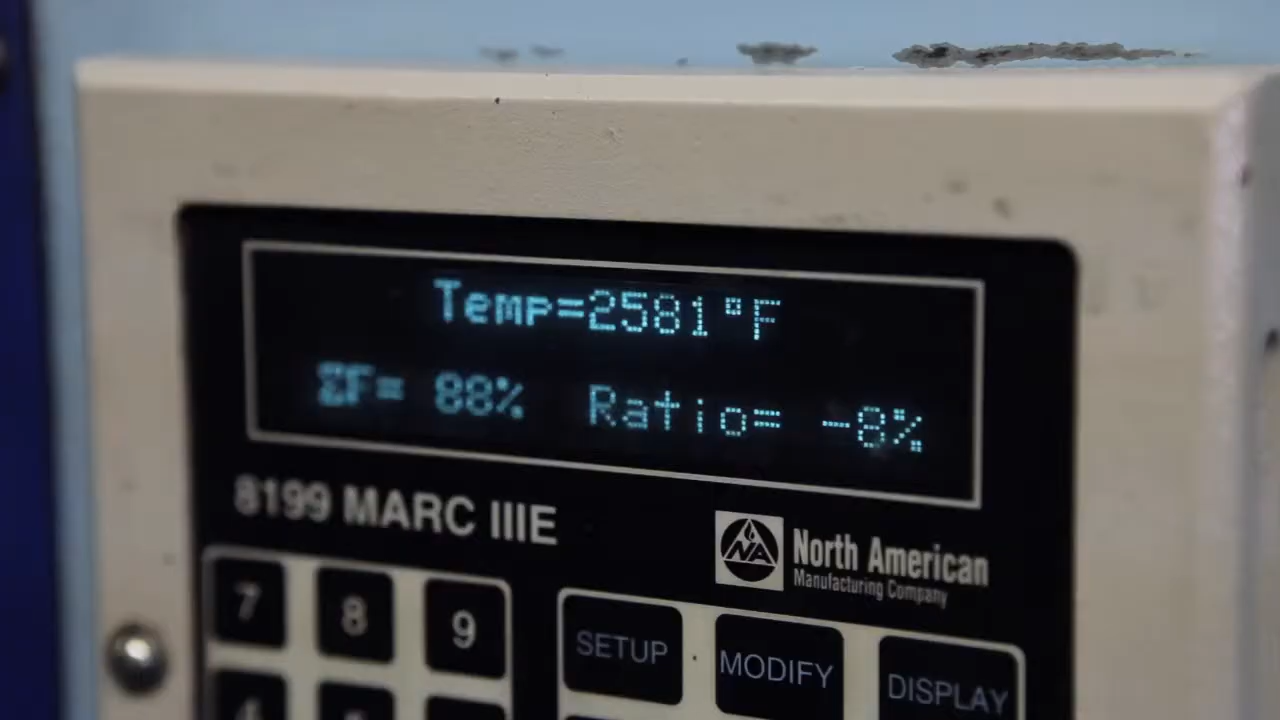 Temp=2581°F
ΣF= 88% Ratio= -8%
8199 MARC IIIE
NA
North American
Manufacturing Company
7 8 9
SETUP MODIFY DISPLAY